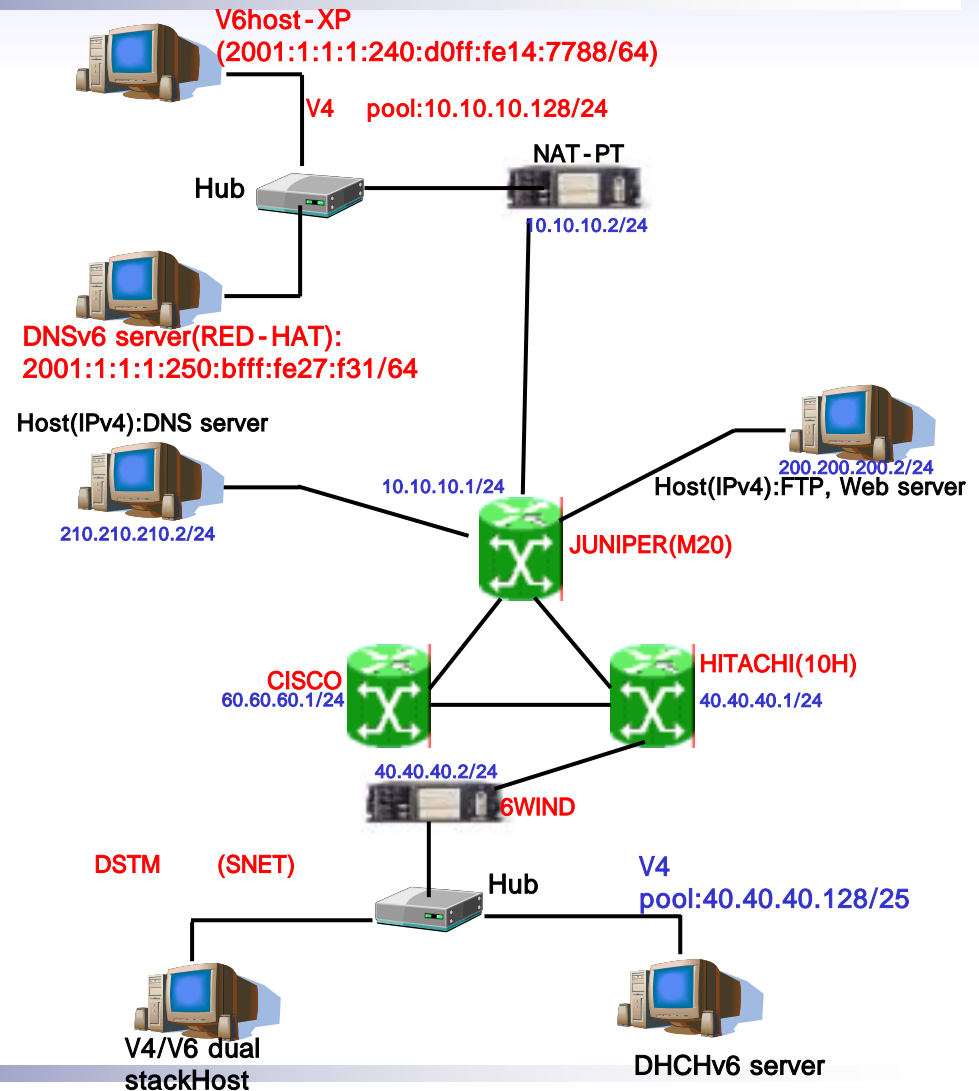 V6host-XP
(2001:1:1:1:240:d0ff:fe14:7788/64)
V4 pool:10.10.10.128/24
NAT-PT
Hub
10.10.10.2/24
DNSv6 server(RED-HAT):
2001:1:1:1:250:bfff:fe27:f31/64
Host(IPv4):DNS server
200.200.200.2/24
Host(IPv4):FTP, Web server
10.10.10.1/24
210.210.210.2/24
JUNIPER(M20)
HITACHI(10H)
CISCO
60.60.60.1/24
40.40.40.1/24
40.40.40.2/24
6WIND
DSTM (SNET)
Hub
V4
pool:40.40.40.128/25
V4/V6 dual
stackHost
DHCHv6 server